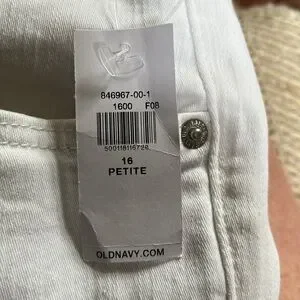 846967-00-1
1600 F08
16
PETITE
OLDNAVY.COM